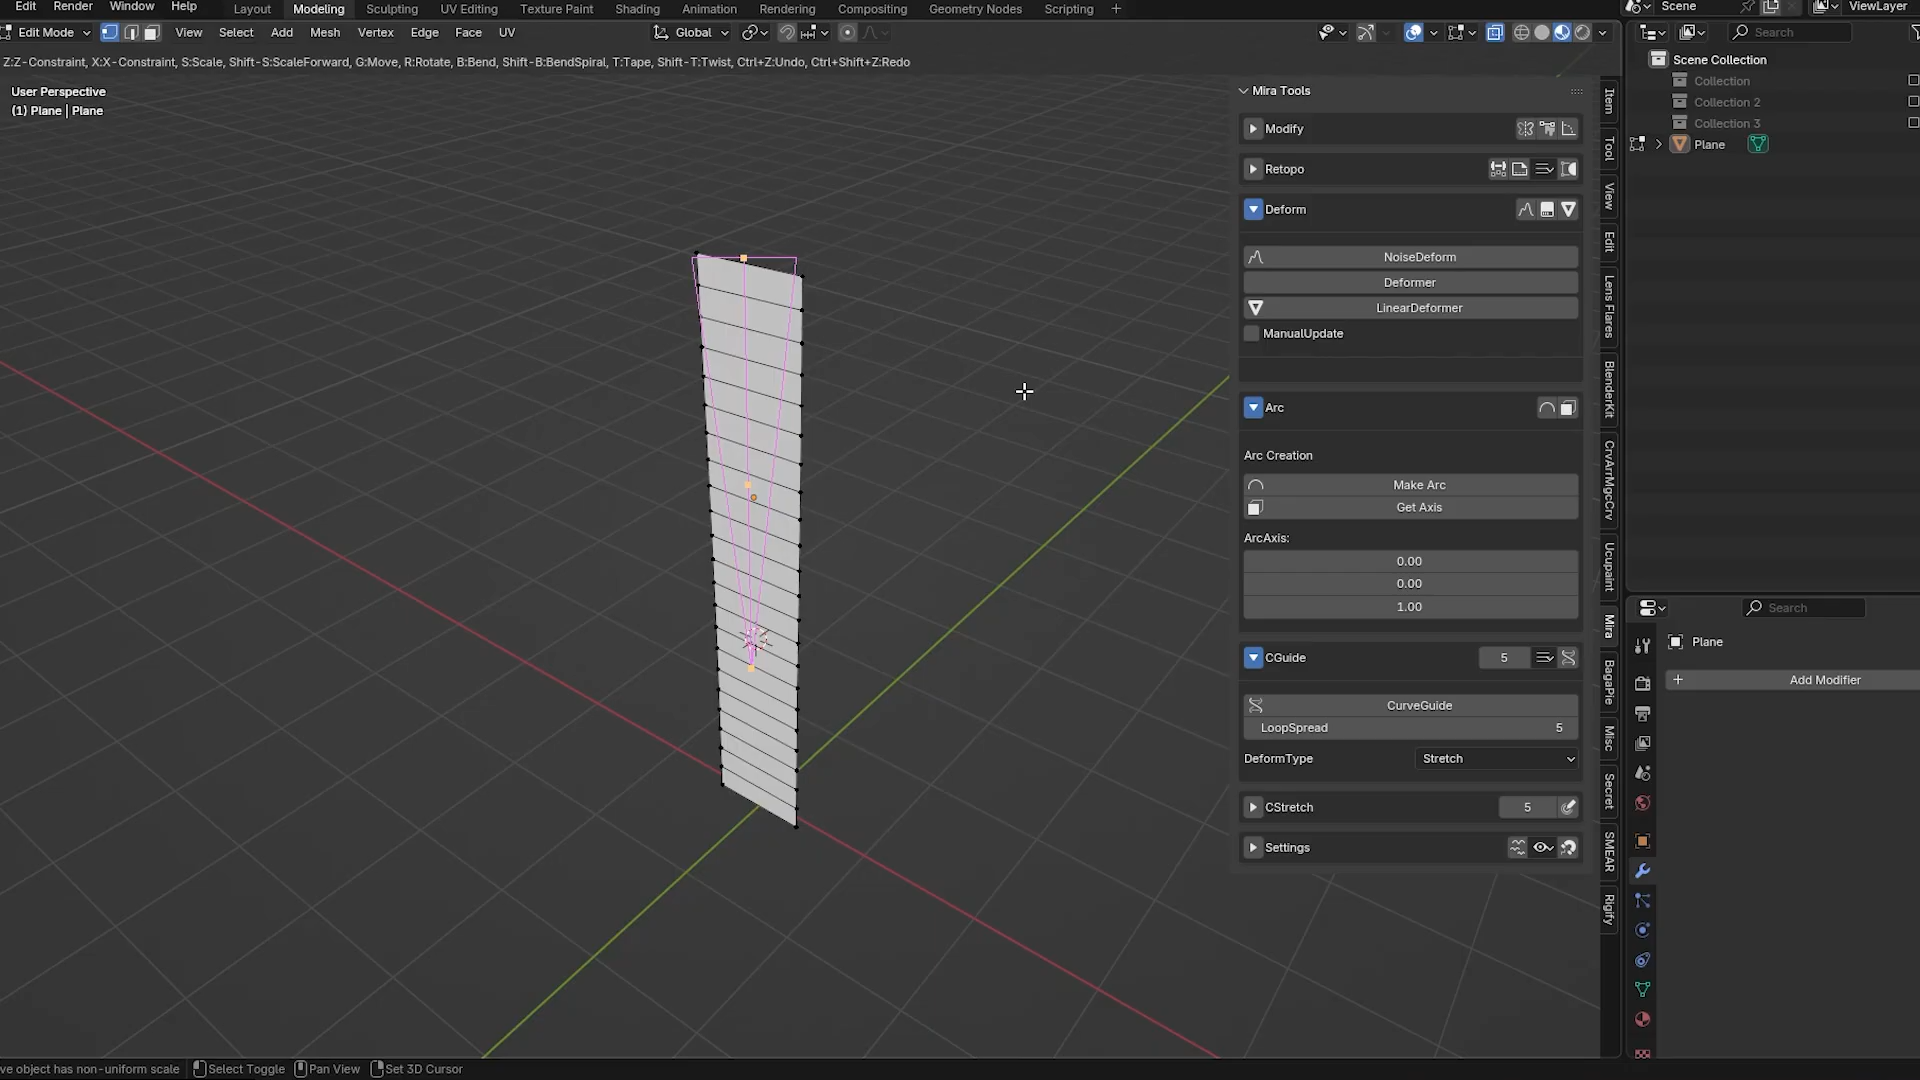 Edit Render Window Help Layout Modeling Sculpting UV Editing Texture Paint Shading Animation Rendering Compositing Geometry Nodes Scripting + Scene ViewLayer
Edit Mode View Select Add Mesh Vertex Edge Face UV Global Search
Z:Z-Constraint, X:X-Constraint, S:Scale, Shift-S:ScaleForward, G:Move, R:Rotate, B:Bend, Shift-B:BendSpiral, T:Tape, Shift-T:Twist, Ctrl+Z:Undo, Ctrl+Shift+Z:Redo
User Perspective
(1) Plane | Plane
Mira Tools
Modify
Retopo
Deform
NoiseDeform
Deformer
LinearDeformer
ManualUpdate
Arc
Arc Creation
Make Arc
Get Axis
ArcAxis:
0.00
0.00
1.00
CGuide 5
CurveGuide
LoopSpread 5
DeformType Stretch
CStretch 5
Settings
Item
Tool
View
Edit
Lens Flares
BlenderKit
CrvArrMgcCrv
Ucupaint
Mira
BagaPie
Misc
Secret
SMEAR
Rigify
Scene Collection
Collection
Collection 2
Collection 3
Plane
Search
Plane
+ Add Modifier
ve object has non-uniform scale Select Toggle Pan View Set 3D Cursor